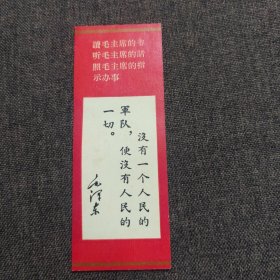 讀毛主席的书
听毛主席的話
照毛主席的指
示办事
沒有一个人民的
軍队，便沒有人民的
一切。
毛泽东